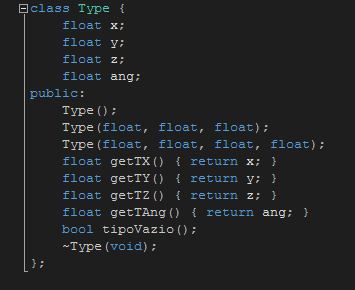 class Type {
float x;
float y;
float z;
float ang;
public:
Type();
Type(float, float, float);
Type(float, float, float, float);
float getTX() { return x; }
float getTY() { return y; }
float getTZ() { return z; }
float getTAng() { return ang; }
bool tipoVazio();
~Type(void);
};